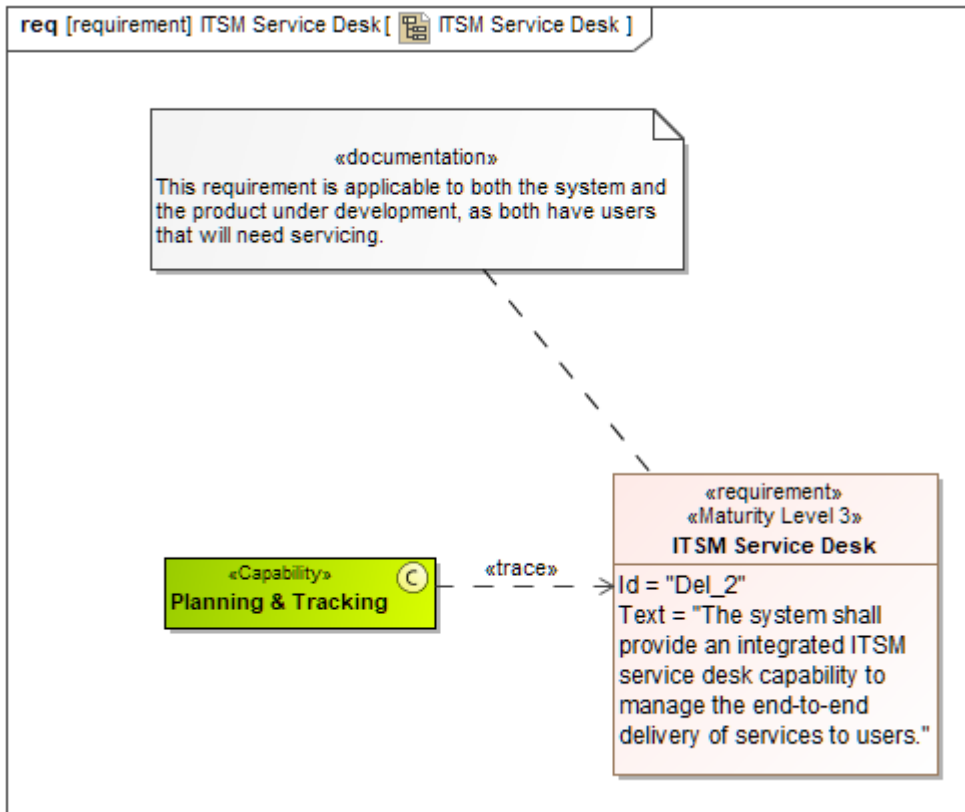 req [requirement] ITSM Service Desk[ ITSM Service Desk ]
«documentation»
This requirement is applicable to both the system and
the product under development, as both have users
that will need servicing.
«requirement»
«Maturity Level 3»
ITSM Service Desk
Id = "Del_2"
Text = "The system shall
provide an integrated ITSM
service desk capability to
manage the end-to-end
delivery of services to users."
«Capability»
C
Planning & Tracking
«trace»